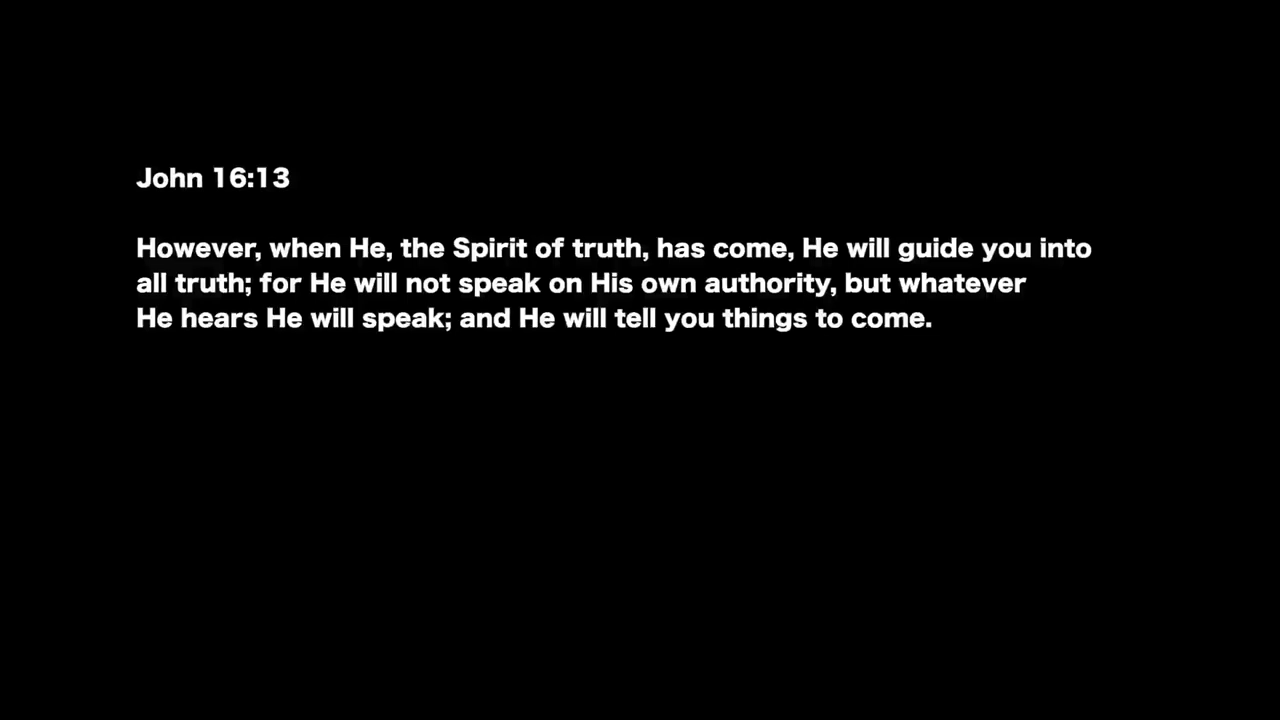 John 16:13
However, when He, the Spirit of truth, has come, He will guide you into
all truth; for He will not speak on His own authority, but whatever
He hears He will speak; and He will tell you things to come.